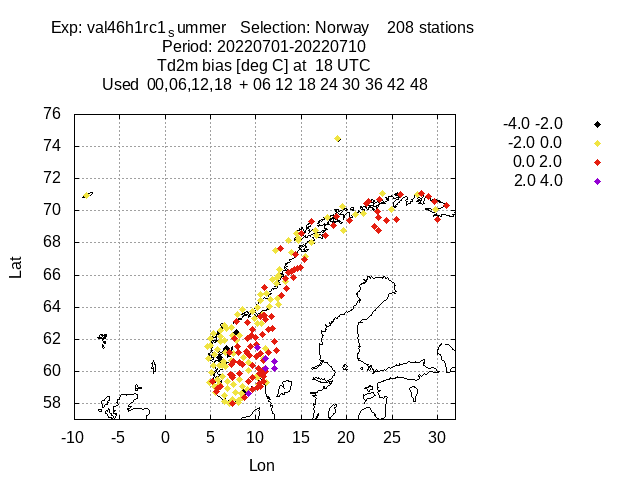 Exp: val46h1rc1summer Selection: Norway 208 stations
Period: 20220701-20220710
Td2m bias [deg C] at 18 UTC
Used 00,06,12,18 + 06 12 18 24 30 36 42 48
-4.0 -2.0
-2.0 0.0
0.0 2.0
2.0 4.0
76
74
72
70
68
66
64
62
60
58
Lat
-10 -5 0 5 10 15 20 25 30
Lon